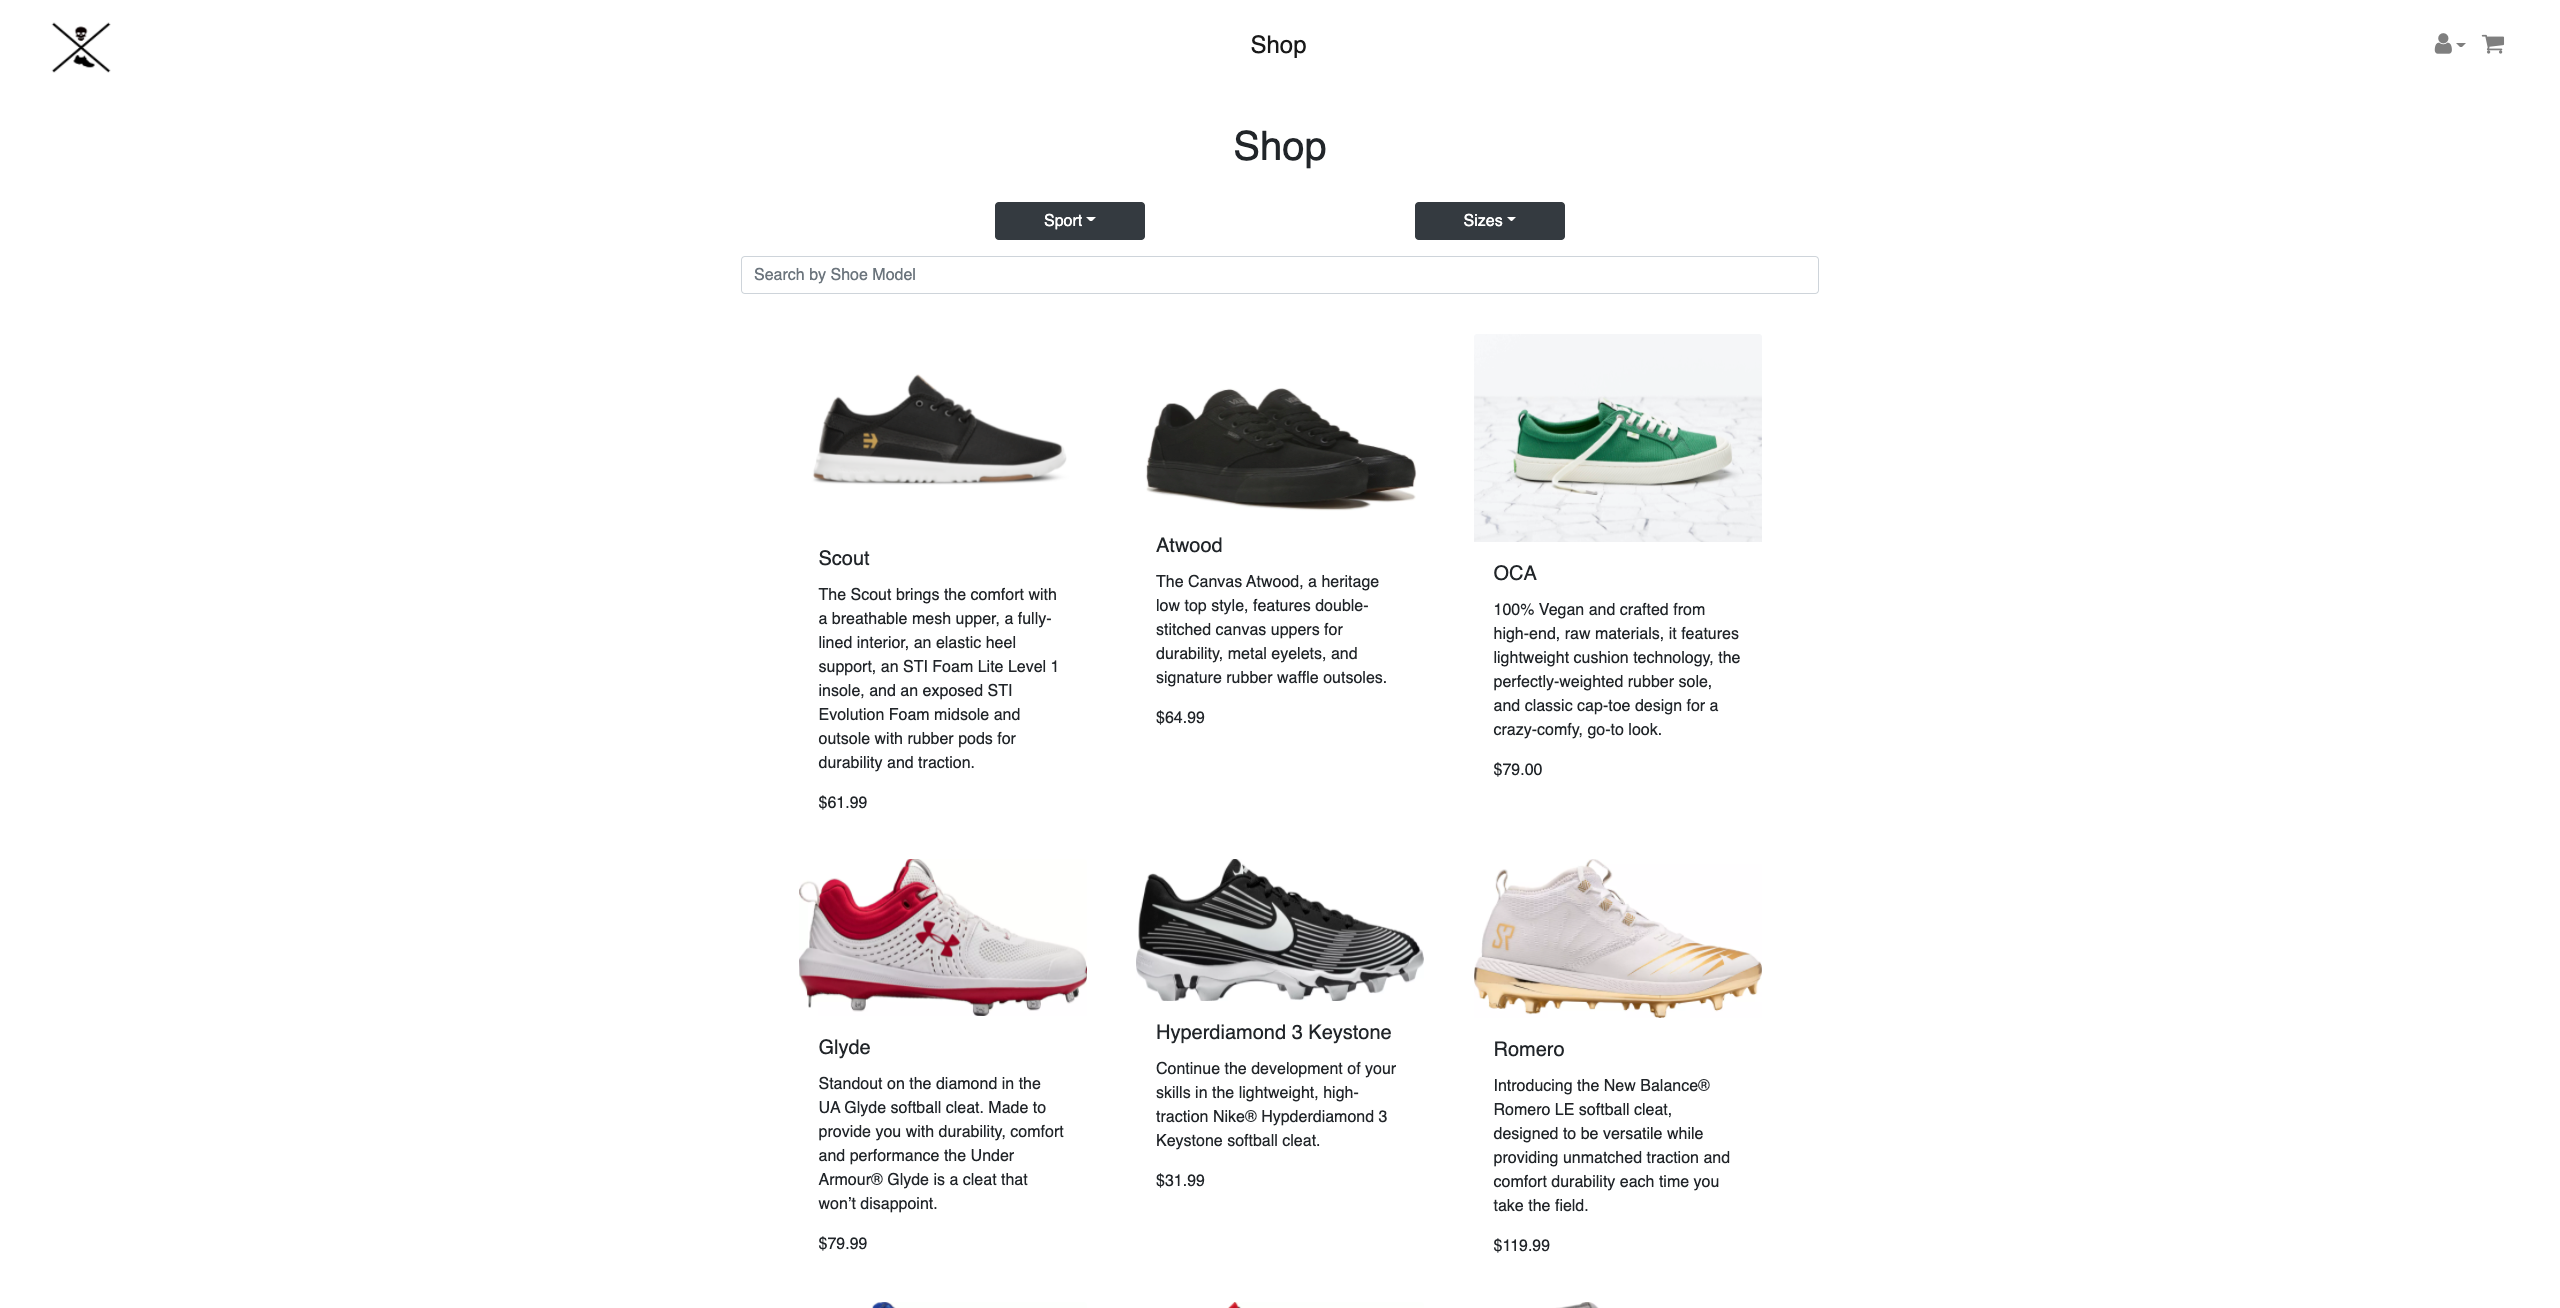 Shop
Shop
Sport
Sizes
Search by Shoe Model
Scout
The Scout brings the comfort with
a breathable mesh upper, a fully-
lined interior, an elastic heel
support, an STI Foam Lite Level 1
insole, and an exposed STI
Evolution Foam midsole and
outsole with rubber pods for
durability and traction.
$61.99
Atwood
The Canvas Atwood, a heritage
low top style, features double-
stitched canvas uppers for
durability, metal eyelets, and
signature rubber waffle outsoles.
$64.99
OCA
100% Vegan and crafted from
high-end, raw materials, it features
lightweight cushion technology, the
perfectly-weighted rubber sole,
and classic cap-toe design for a
crazy-comfy, go-to look.
$79.00
Glyde
Standout on the diamond in the
UA Glyde softball cleat. Made to
provide you with durability, comfort
and performance the Under
Armour® Glyde is a cleat that
won’t disappoint.
$79.99
Hyperdiamond 3 Keystone
Continue the development of your
skills in the lightweight, high-
traction Nike® Hypderdiamond 3
Keystone softball cleat.
$31.99
SR
Romero
Introducing the New Balance®
Romero LE softball cleat,
designed to be versatile while
providing unmatched traction and
comfort durability each time you
take the field.
$119.99